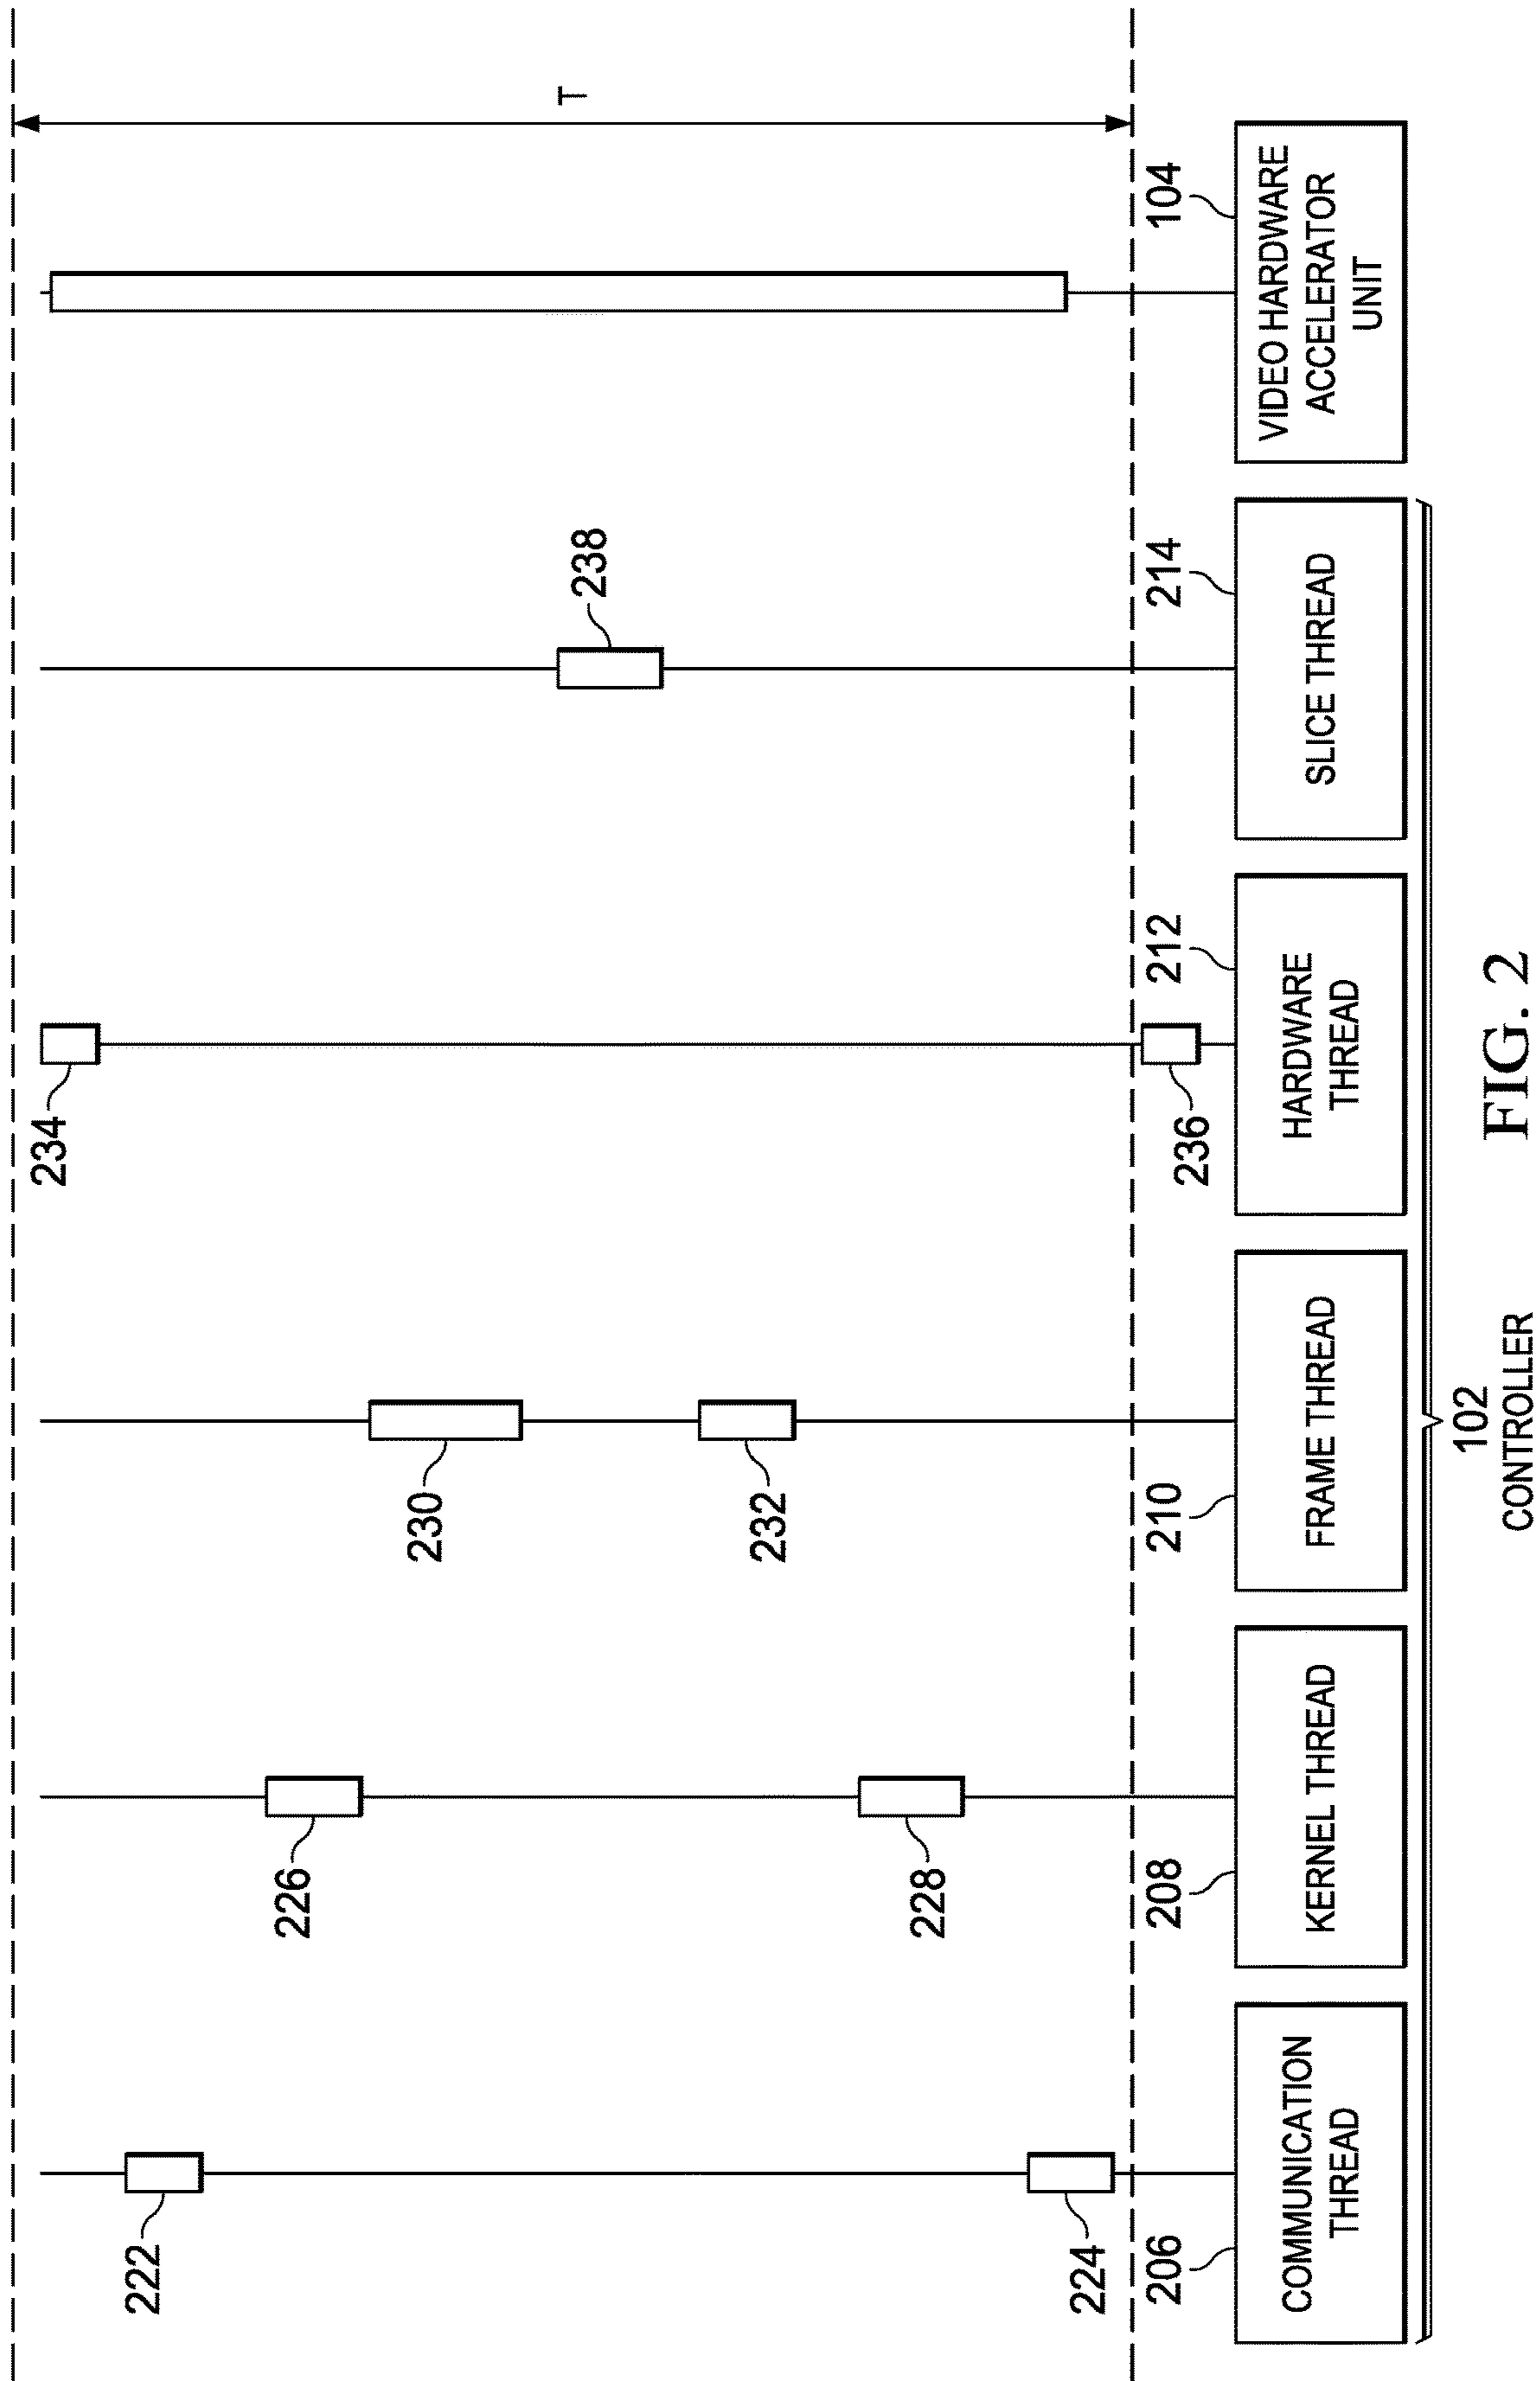 234
222
226
230
T
238
232
228
224
236
206
208
210
212
214
104
COMMUNICATION
THREAD
KERNEL THREAD
FRAME THREAD
HARDWARE
THREAD
SLICE THREAD
VIDEO HARDWARE
ACCELERATOR
UNIT
102
CONTROLLER
FIG. 2